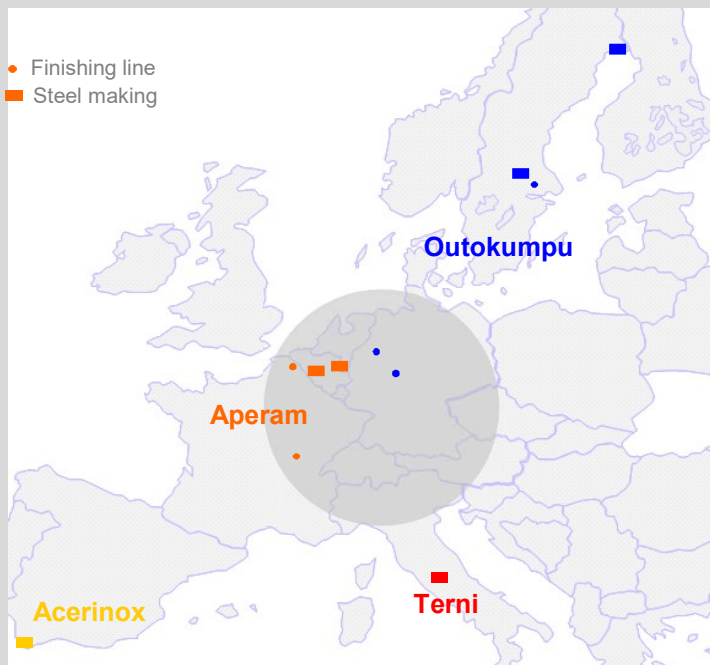 Finishing line
Steel making
Outokumpu
Aperam
Acerinox
Terni